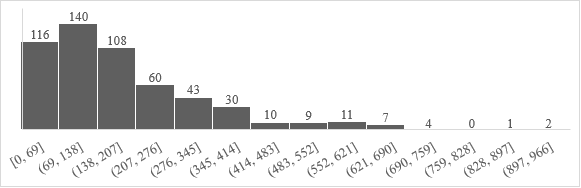 116 140 108 60 43 30 10 9 11 7 4 0 1 2
[0, 69] (69, 138] (138, 207] (207, 276] (276, 345] (345, 414] (414, 483] (483, 552] (552, 621] (621, 690] (690, 759] (759, 828] (828, 897] (897, 966]